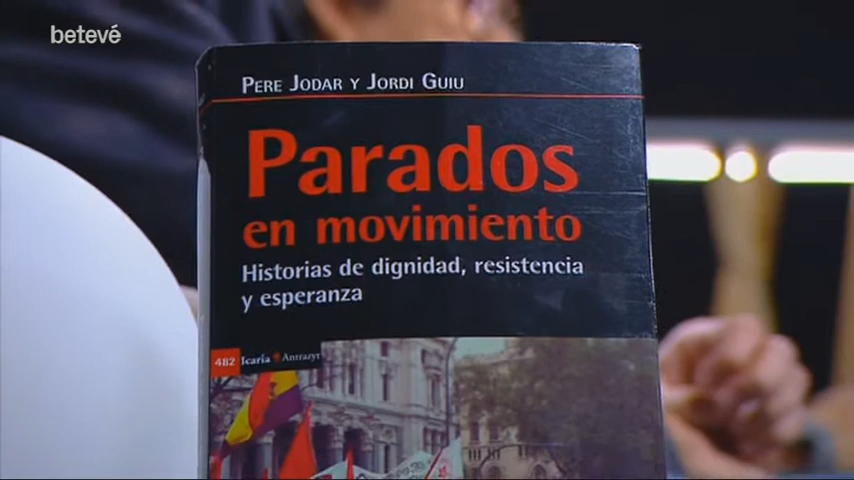 betevé
PERE JODAR Y JORDI GUIU
Parados
en movimiento
Historias de dignidad, resistencia
y esperanza
482 Icaria Antrazyt